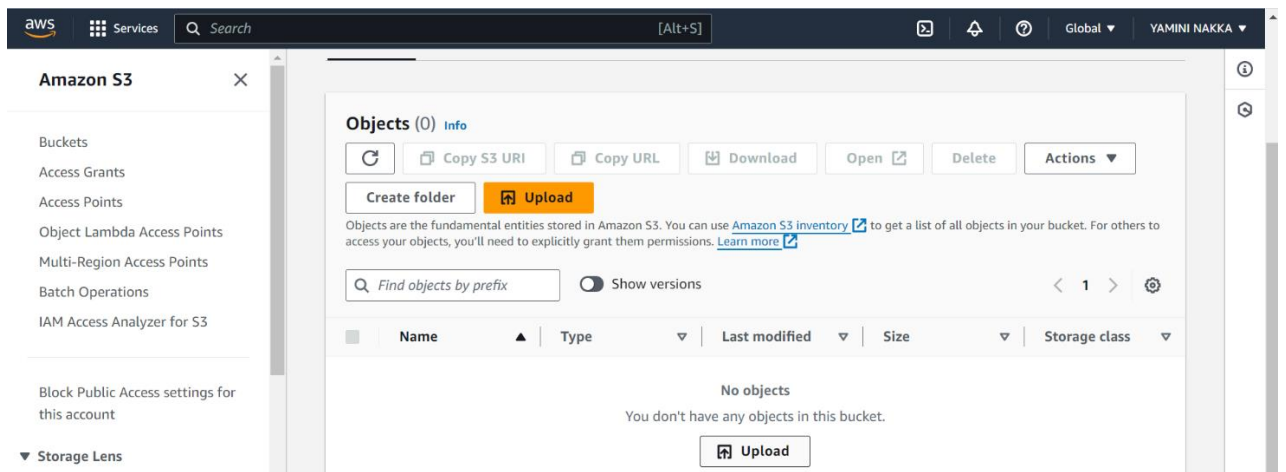 aws
Services
Search
[Alt+S]
Global
YAMINI NAKKA
Amazon S3
Buckets
Access Grants
Access Points
Object Lambda Access Points
Multi-Region Access Points
Batch Operations
IAM Access Analyzer for S3
Block Public Access settings for
this account
Storage Lens
Objects (0) Info
Copy S3 URI
Copy URL
Download
Open
Delete
Actions
Create folder
Upload
Objects are the fundamental entities stored in Amazon S3. You can use Amazon S3 inventory to get a list of all objects in your bucket. For others to
access your objects, you'll need to explicitly grant them permissions. Learn more
Find objects by prefix
Show versions
1
Name
Type
Last modified
Size
Storage class
No objects
You don't have any objects in this bucket.
Upload